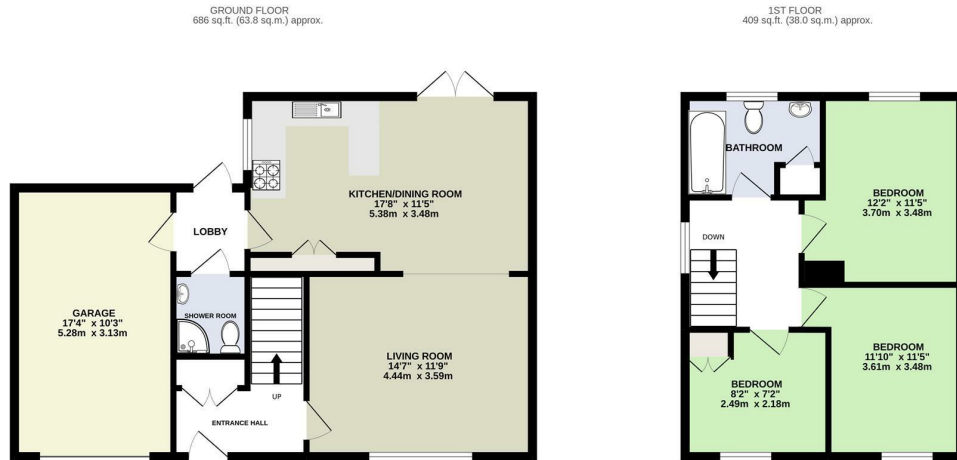 GROUND FLOOR
686 sq.ft. (63.8 sq.m.) approx.
1ST FLOOR
409 sq.ft. (38.0 sq.m.) approx.
KITCHEN/DINING ROOM
17'8" x 11'5"
5.38m x 3.48m
LOBBY
GARAGE
17'4" x 10'3"
5.28m x 3.13m
SHOWER ROOM
LIVING ROOM
14'7" x 11'9"
4.44m x 3.59m
UP
ENTRANCE HALL
BATHROOM
BEDROOM
12'2" x 11'5"
3.70m x 3.48m
DOWN
BEDROOM
11'10" x 11'5"
3.61m x 3.48m
BEDROOM
8'2" x 7'2"
2.49m x 2.18m